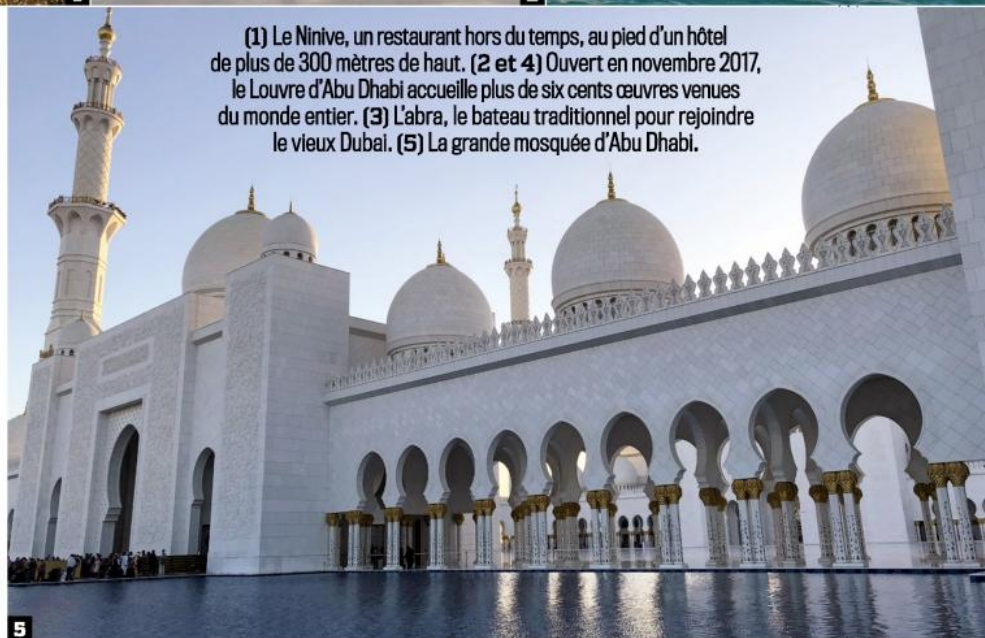 (1) Le Ninive, un restaurant hors du temps, au pied d'un hôtel
de plus de 300 mètres de haut. (2 et 4) Ouvert en novembre 2017,
le Louvre d'Abu Dhabi accueille plus de six cents œuvres venues
du monde entier. (3) L'abra, le bateau traditionnel pour rejoindre
le vieux Dubai. (5) La grande mosquée d'Abu Dhabi.
5